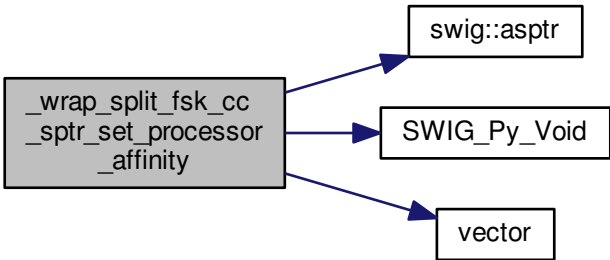 _wrap_split_fsk_cc
_sptr_set_processor
_affinity
swig::asptr
SWIG_Py_Void
vector